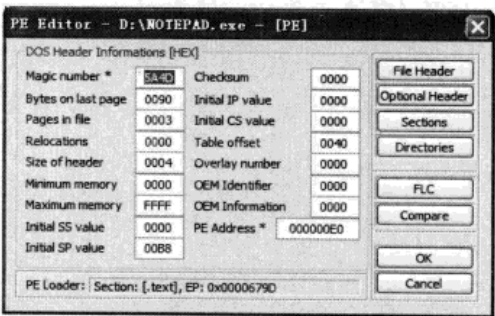 PE Editor - D:\NOTEPAD.exe - [PE]
DOS Header Informations [HEX]
Magic number * 5A4D Checksum 0000 File Header
Bytes on last page 0090 Initial IP value 0000 Optional Header
Pages in file 0003 Initial CS value 0000 Sections
Relocations 0000 Table offset 0040 Directories
Size of header 0004 Overlay number 0000
Minimum memory 0000 OEM Identifier 0000 FLC
Maximum memory FFFF OEM Information 0000 Compare
Initial SS value 0000 PE Address * 000000E0
Initial SP value 00B8 OK
PE Loader: Section: [.text], EP: 0x0000679D Cancel